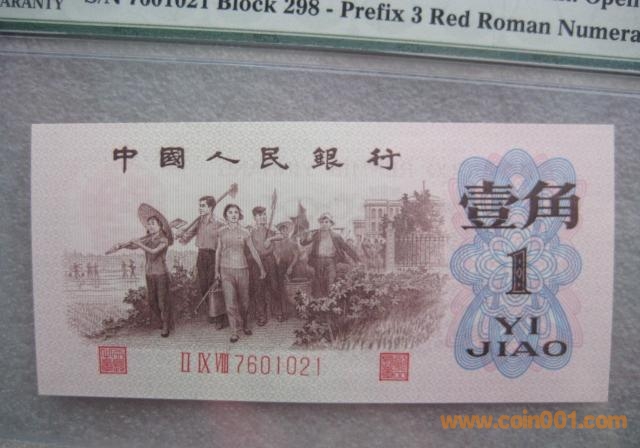 S/N 7601021 Block 298 - Prefix 3 Red Roman Numera
中國人民銀行
壹角
1
YI
JIAO
II IX VIII 7601021
www.coin001.com